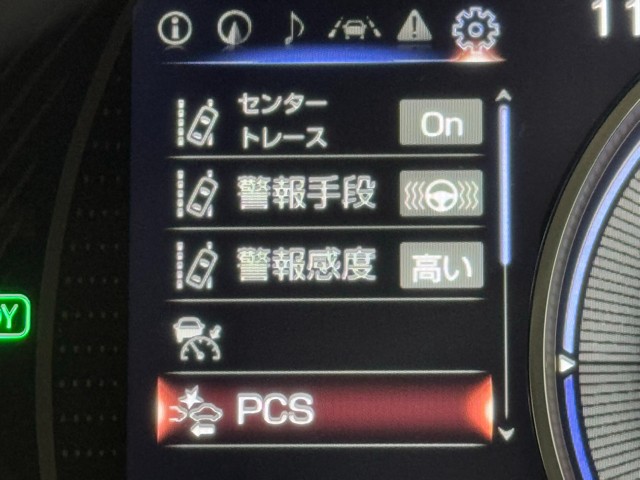 11
センター
トレース
On
警報手段
警報感度
高い
PCS